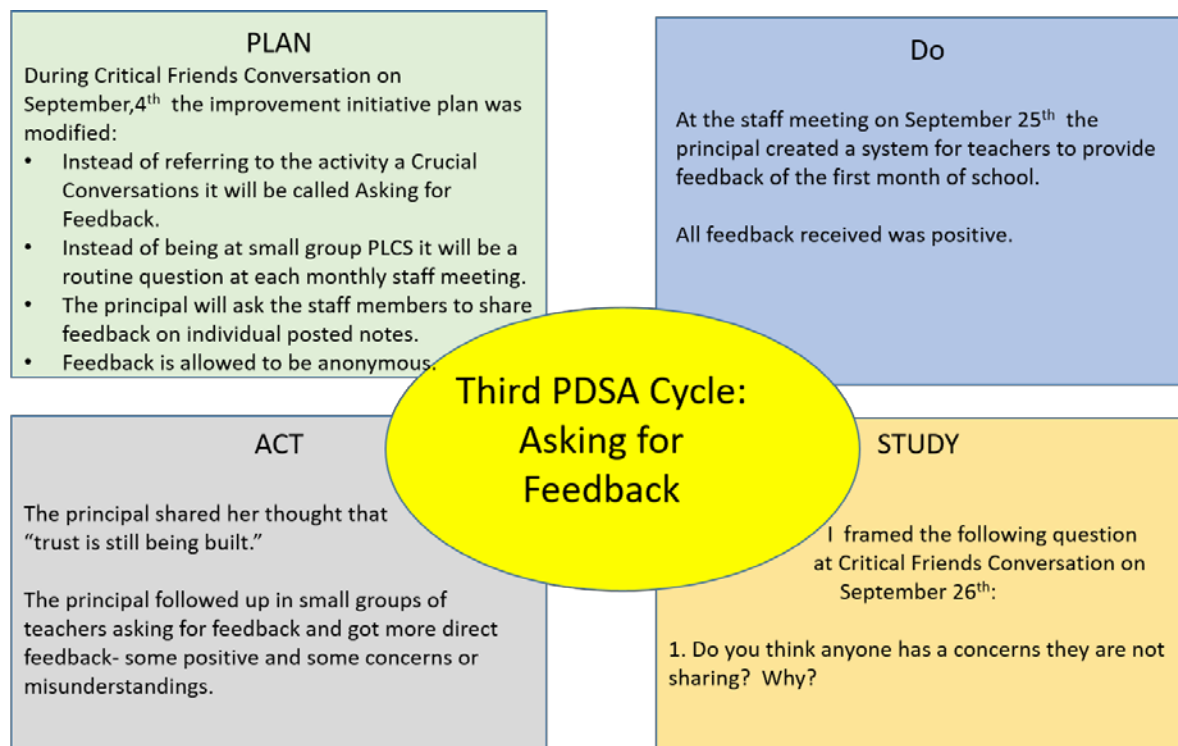 PLAN
During Critical Friends Conversation on
September,4th the improvement initiative plan was
modified:
• Instead of referring to the activity a Crucial
Conversations it will be called Asking for
Feedback.
• Instead of being at small group PLCS it will be a
routine question at each monthly staff meeting.
• The principal will ask the staff members to share
feedback on individual posted notes.
• Feedback is allowed to be anonymous.
Do
At the staff meeting on September 25th the
principal created a system for teachers to provide
feedback of the first month of school.
All feedback received was positive.
Third PDSA Cycle:
Asking for
Feedback
ACT
The principal shared her thought that
“trust is still being built.”
The principal followed up in small groups of
teachers asking for feedback and got more direct
feedback- some positive and some concerns or
misunderstandings.
STUDY
I framed the following question
at Critical Friends Conversation on
September 26th:
1. Do you think anyone has a concerns they are not
sharing? Why?